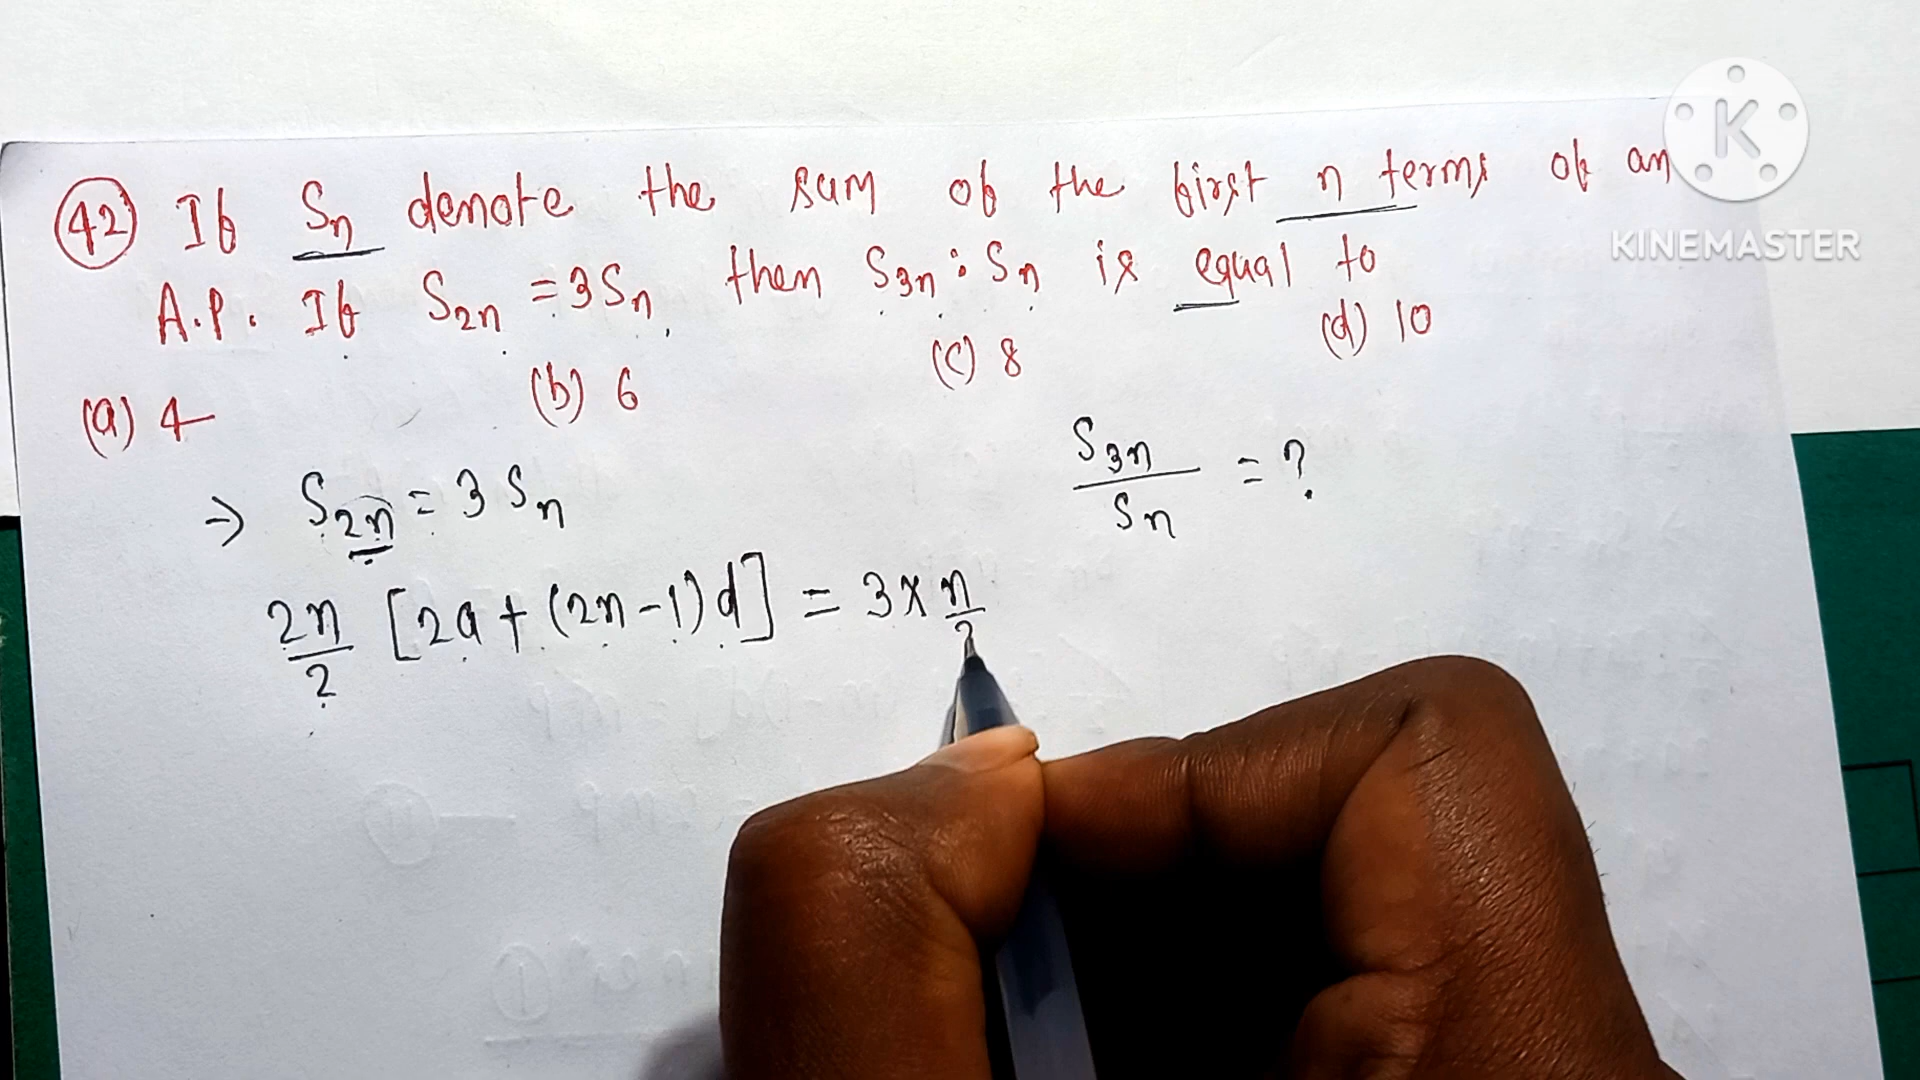 (42) If Sn denote the sum of the first n terms of an
A.P. If S2n = 3Sn then S3n : Sn is equal to
(a) 4 (b) 6 (c) 8 (d) 10
→ S2n = 3 Sn
S3n/Sn = ?
2n/2 [2a + (2n-1)d] = 3 × n/2
K
KINEMASTER